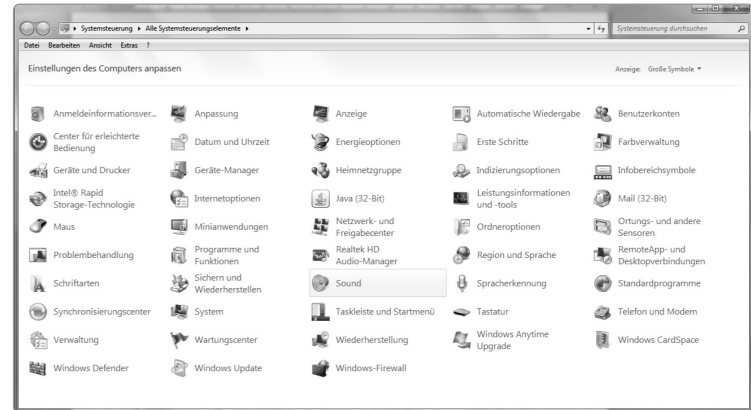 Systemsteuerung Alle Systemsteuerungselemente
Systemsteuerung durchsuchen
Datei Bearbeiten Ansicht Extras ?
Einstellungen des Computers anpassen
Anzeige: Große Symbole
Anmeldeinformationsver...
Anpassung
Anzeige
Automatische Wiedergabe
Benutzerkonten
Center für erleichterte
Bedienung
Datum und Uhrzeit
Energieoptionen
Erste Schritte
Farbverwaltung
Geräte und Drucker
Geräte-Manager
Heimnetzgruppe
Indizierungsoptionen
Infobereichsymbole
Intel® Rapid
Storage-Technologie
Internetoptionen
Java (32-Bit)
Leistungsinformationen
und -tools
Mail (32-Bit)
Maus
Minianwendungen
Netzwerk- und
Freigabecenter
Ordneroptionen
Ortungs- und andere
Sensoren
Problembehandlung
Programme und
Funktionen
Realtek HD
Audio-Manager
Region und Sprache
RemoteApp- und
Desktopverbindungen
Schriftarten
Sichern und
Wiederherstellen
Sound
Spracherkennung
Standardprogramme
Synchronisierungscenter
System
Taskleiste und Startmenü
Tastatur
Telefon und Modem
Verwaltung
Wartungscenter
Wiederherstellung
Windows Anytime
Upgrade
Windows CardSpace
Windows Defender
Windows Update
Windows-Firewall